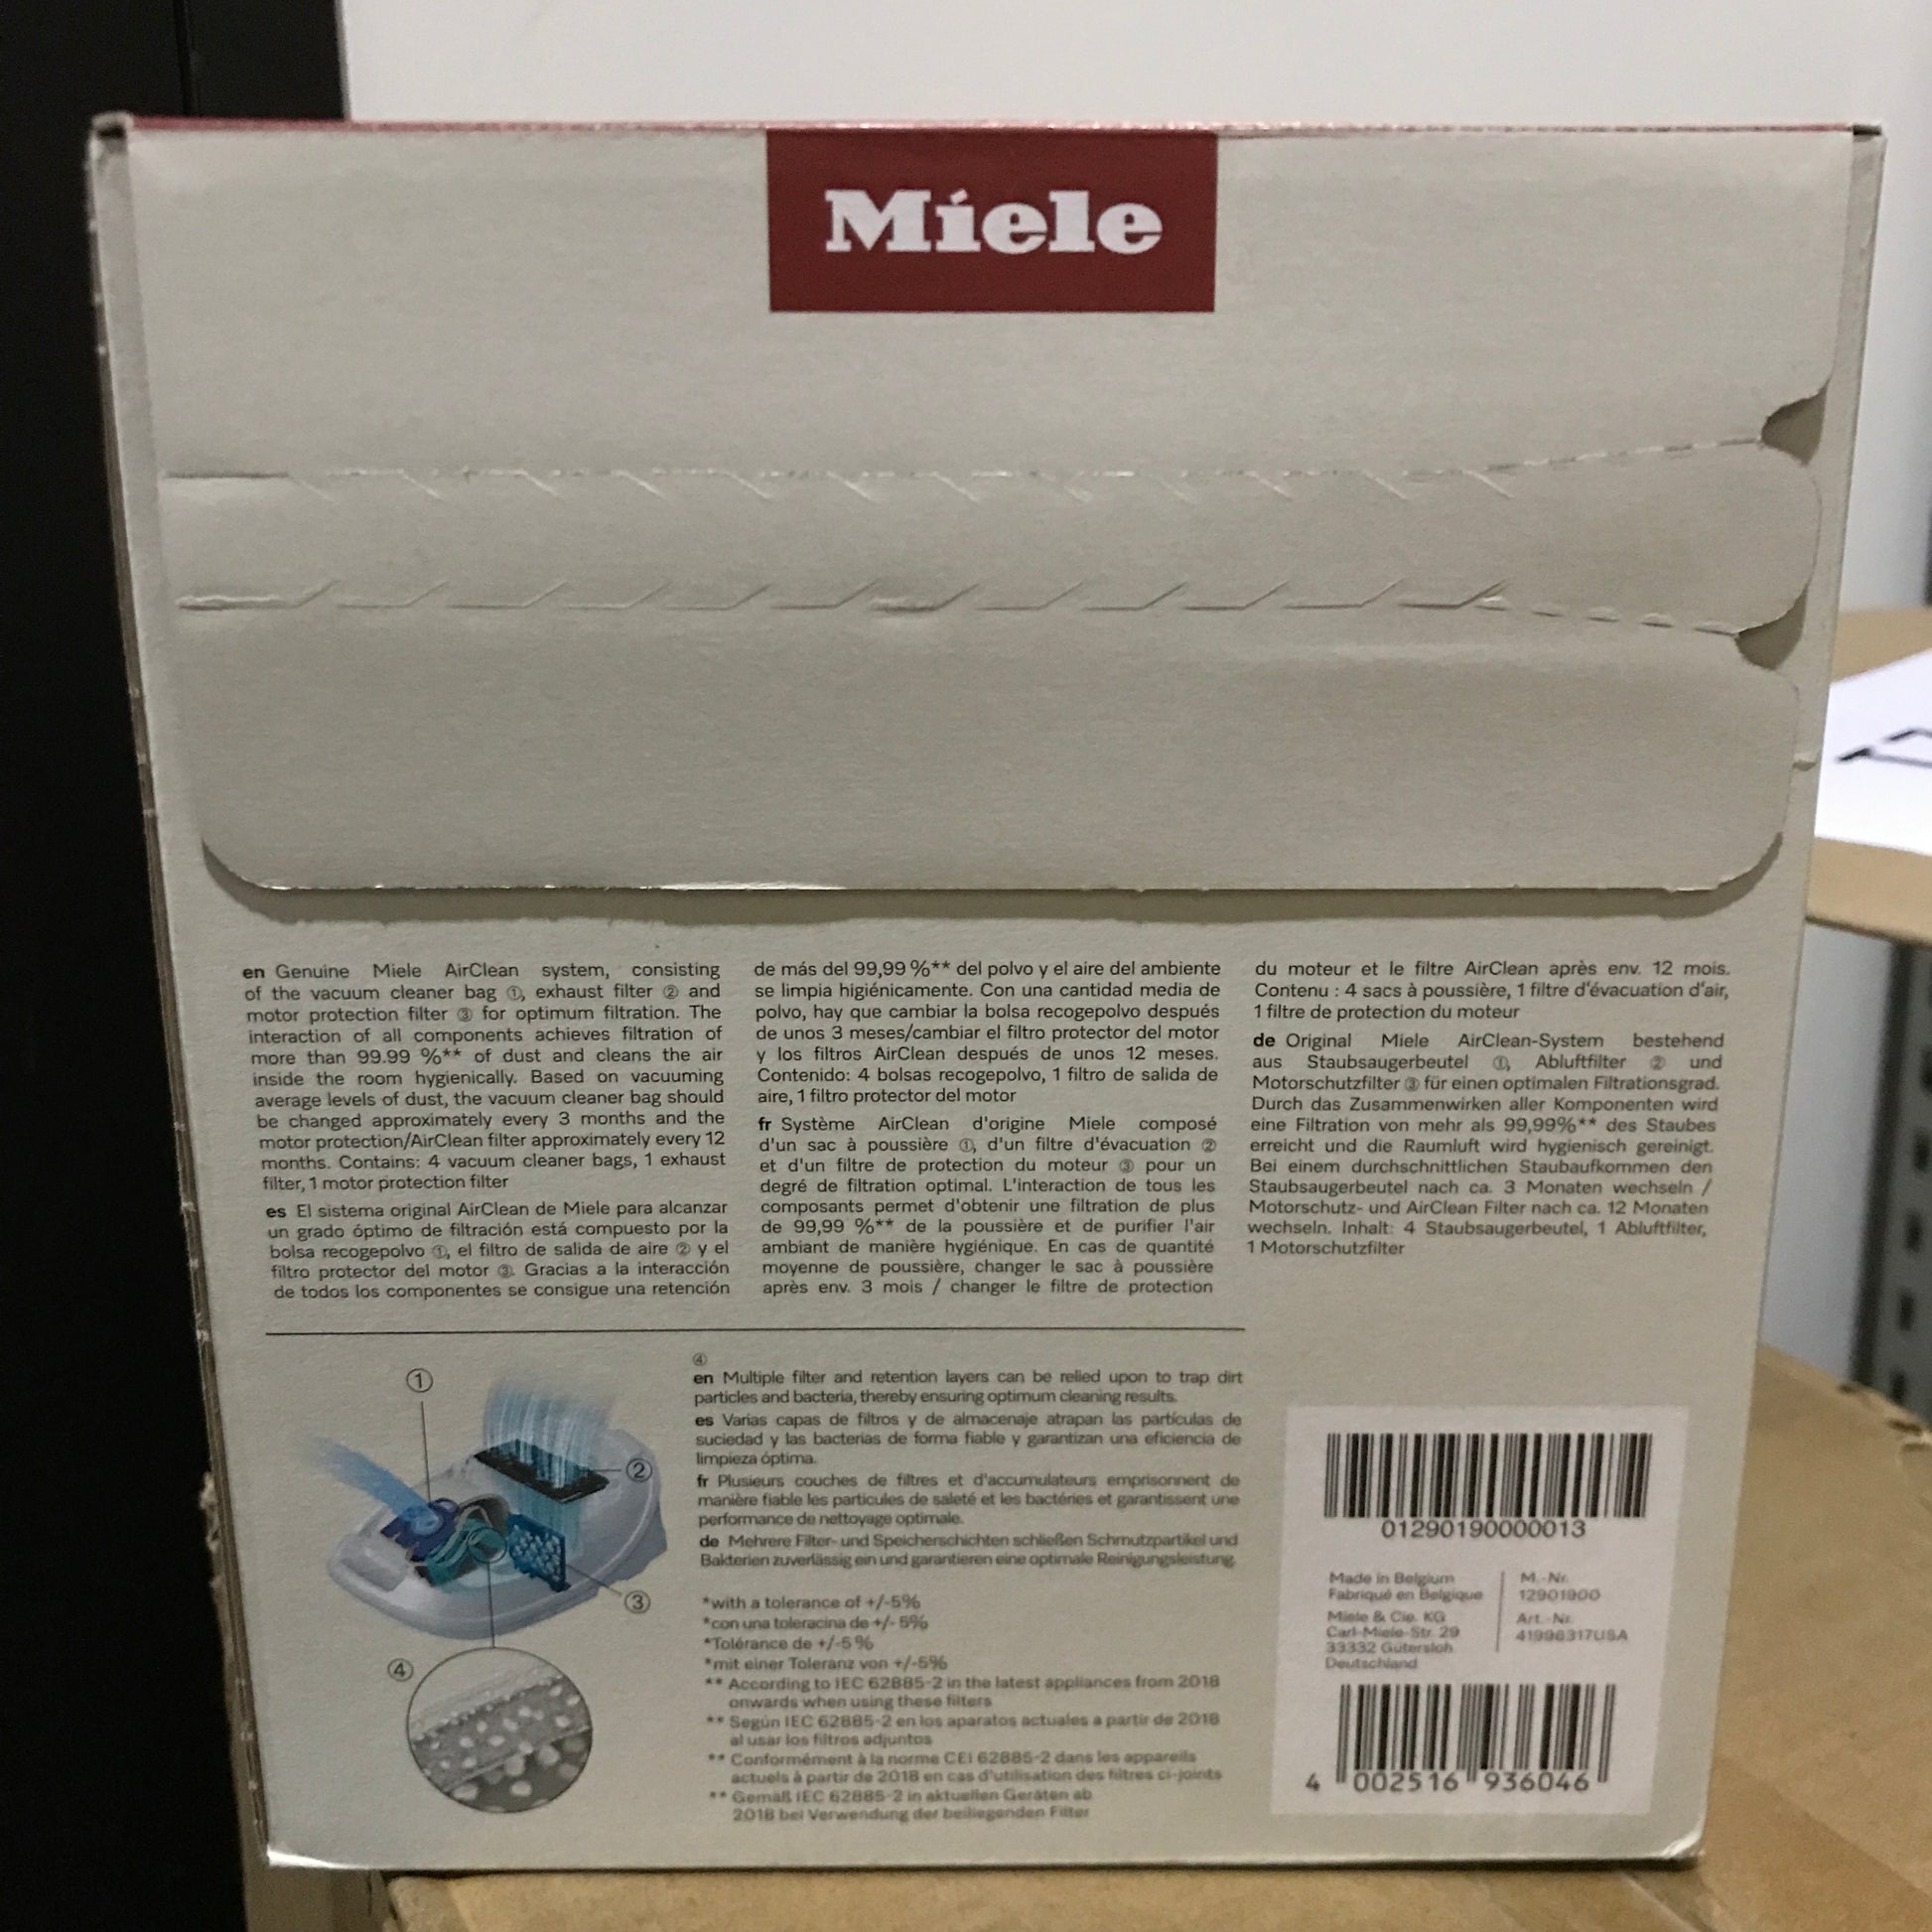 Miele
en Genuine Miele AirClean system, consisting
of the vacuum cleaner bag ①, exhaust filter ② and
motor protection filter ③ for optimum filtration. The
interaction of all components achieves filtration of
more than 99.99 %** of dust and cleans the air
inside the room hygienically. Based on vacuuming
average levels of dust, the vacuum cleaner bag should
be changed approximately every 3 months and the
motor protection/AirClean filter approximately every 12
months. Contains: 4 vacuum cleaner bags, 1 exhaust
filter, 1 motor protection filter
es El sistema original AirClean de Miele para alcanzar
un grado óptimo de filtración está compuesto por la
bolsa recogepolvo ①, el filtro de salida de aire ② y el
filtro protector del motor ③. Gracias a la interacción
de todos los componentes se consigue una retención
de más del 99,99 %** del polvo y el aire del ambiente
se limpia higiénicamente. Con una cantidad media de
polvo, hay que cambiar la bolsa recogepolvo después
de unos 3 meses/cambiar el filtro protector del motor
y los filtros AirClean después de unos 12 meses.
Contenido: 4 bolsas recogepolvo, 1 filtro de salida de
aire, 1 filtro protector del motor
fr Système AirClean d'origine Miele composé
d'un sac à poussière ①, d'un filtre d'évacuation ②
et d'un filtre de protection du moteur ③ pour un
degré de filtration optimal. L'interaction de tous les
composants permet d'obtenir une filtration de plus
de 99,99 %** de la poussière et de purifier l'air
ambiant de manière hygiénique. En cas de quantité
moyenne de poussière, changer le sac à poussière
après env. 3 mois / changer le filtre de protection
du moteur et le filtre AirClean après env. 12 mois.
Contenu : 4 sacs à poussière, 1 filtre d'évacuation d'air,
1 filtre de protection du moteur
de Original Miele AirClean-System bestehend
aus Staubsaugerbeutel ①, Abluftfilter ② und
Motorschutzfilter ③ für einen optimalen Filtrationsgrad.
Durch das Zusammenwirken aller Komponenten wird
eine Filtration von mehr als 99,99%** des Staubes
erreicht und die Raumluft wird hygienisch gereinigt.
Bei einem durchschnittlichen Staubaufkommen den
Staubsaugerbeutel nach ca. 3 Monaten wechseln /
Motorschutz- und AirClean Filter nach ca. 12 Monaten
wechseln. Inhalt: 4 Staubsaugerbeutel, 1 Abluftfilter,
1 Motorschutzfilter
①
②
③
④
④
en Multiple filter and retention layers can be relied upon to trap dirt
particles and bacteria, thereby ensuring optimum cleaning results.
es Varias capas de filtros y de almacenaje atrapan las partículas de
suciedad y las bacterias de forma fiable y garantizan una eficiencia de
limpieza óptima.
fr Plusieurs couches de filtres et d'accumulateurs emprisonnent de
manière fiable les particules de saleté et les bactéries et garantissent une
performance de nettoyage optimale.
de Mehrere Filter- und Speicherschichten schließen Schmutzpartikel und
Bakterien zuverlässig ein und garantieren eine optimale Reinigungsleistung.
*with a tolerance of +/-5%
*con una toleracina de +/- 5%
*Tolérance de +/-5 %
*mit einer Toleranz von +/-5%
** According to IEC 62885-2 in the latest appliances from 2018
onwards when using these filters
** Según IEC 62885-2 en los aparatos actuales a partir de 2018
al usar los filtros adjuntos
** Conformément à la norme CEI 62885-2 dans les appareils
actuels à partir de 2018 en cas d'utilisation des filtres ci-joints
** Gemäß IEC 62885-2 in aktuellen Geräten ab
2018 bei Verwendung der beiliegenden Filter
01290190000013
Made in Belgium
Fabriqué en Belgique
Miele & Cie. KG
Carl-Miele-Str. 29
33332 Gütersloh
Deutschland
M.-Nr.
12901900
Art.-Nr.
41996317USA
4 002516 936046